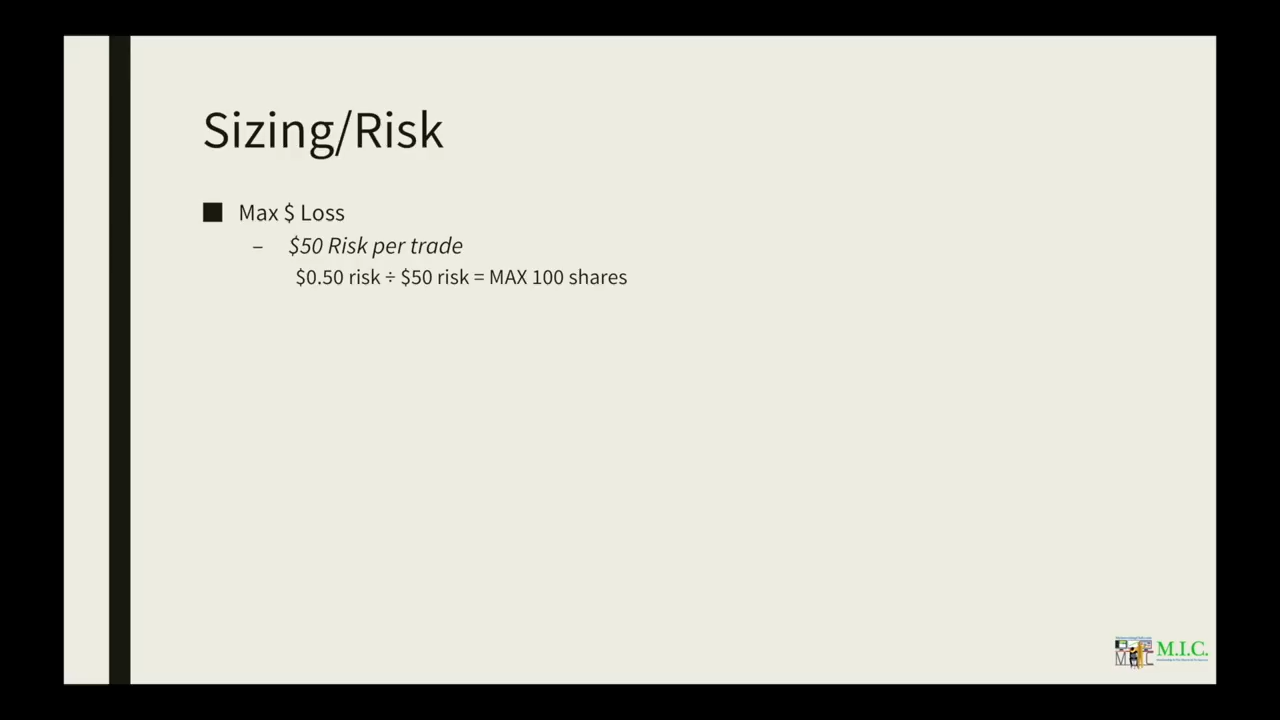 Sizing/Risk
■ Max $ Loss
– $50 Risk per trade
$0.50 risk ÷ $50 risk = MAX 100 shares
M.I.C.